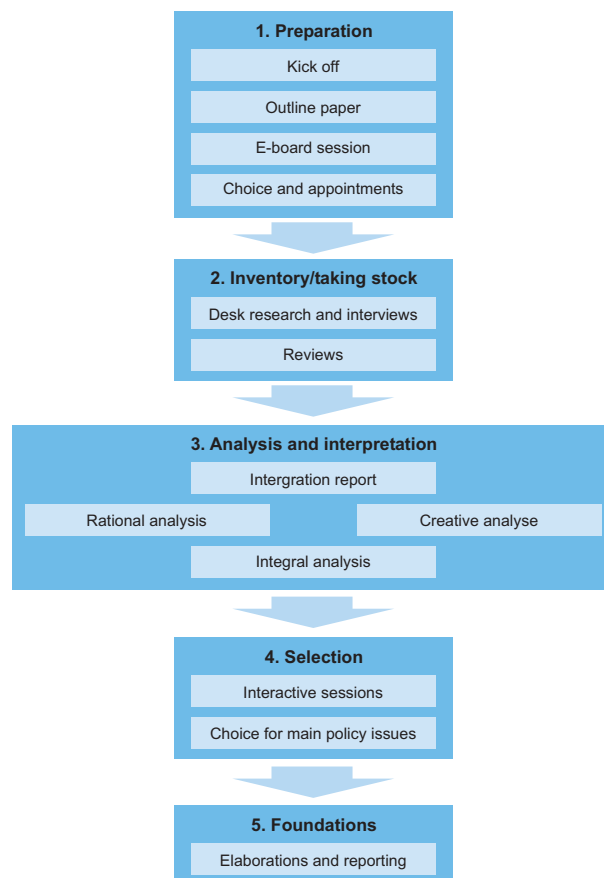 1. Preparation
Kick off
Outline paper
E-board session
Choice and appointments
2. Inventory/taking stock
Desk research and interviews
Reviews
3. Analysis and interpretation
Intergration report
Rational analysis
Creative analyse
Integral analysis
4. Selection
Interactive sessions
Choice for main policy issues
5. Foundations
Elaborations and reporting